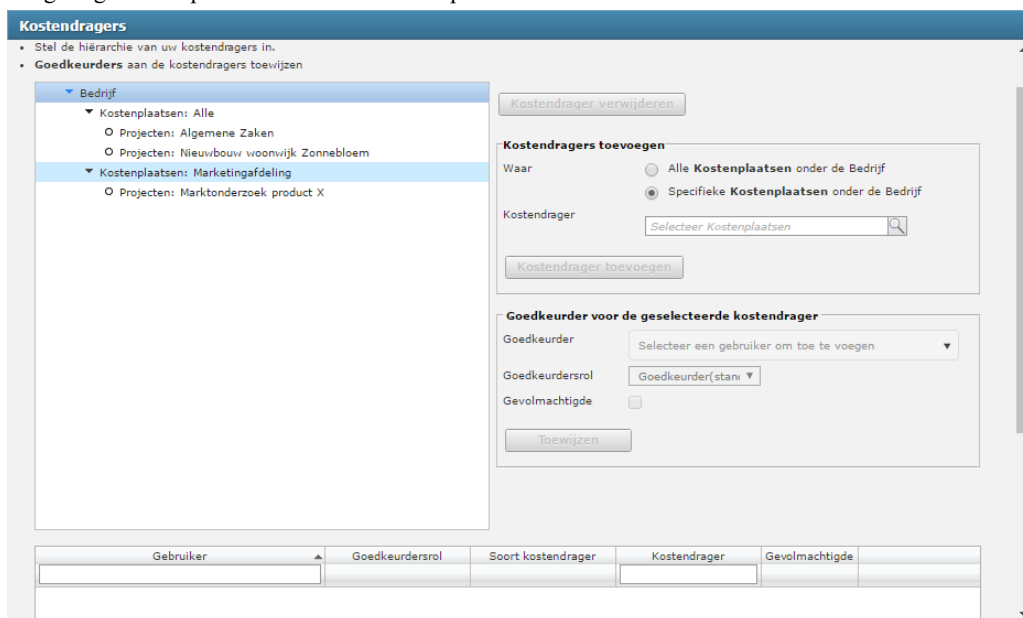 Kostendragers
Stel de hiërarchie van uw kostendragers in.
Goedkeurders aan de kostendragers toewijzen
Bedrijf
Kostenplaatsen: Alle
Projecten: Algemene Zaken
Projecten: Nieuwbouw woonwijk Zonnebloem
Kostenplaatsen: Marketingafdeling
Projecten: Marktonderzoek product X
Kostendrager verwijderen
Kostendragers toevoegen
Waar
Alle Kostenplaatsen onder de Bedrijf
Specifieke Kostenplaatsen onder de Bedrijf
Kostendrager
Selecteer Kostenplaatsen
Kostendrager toevoegen
Goedkeurder voor de geselecteerde kostendrager
Goedkeurder
Selecteer een gebruiker om toe te voegen
Goedkeurdersrol
Goedkeurder(stan
Gevolmachtigde
Toewijzen
Gebruiker Goedkeurdersrol Soort kostendrager Kostendrager Gevolmachtigde